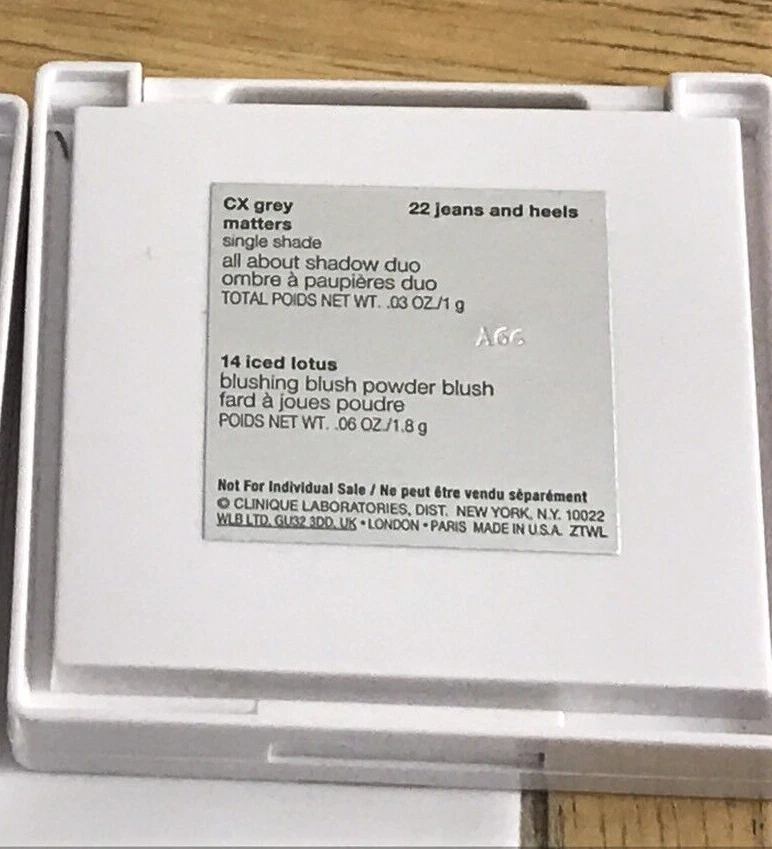 CX grey
matters
22 jeans and heels
single shade
all about shadow duo
ombre à paupières duo
TOTAL POIDS NET WT. .03 OZ./1 g
A66
14 iced lotus
blushing blush powder blush
fard à joues poudre
POIDS NET WT. .06 OZ./1.8 g
Not For Individual Sale / Ne peut être vendu séparément
© CLINIQUE LABORATORIES, DIST. NEW YORK, N.Y. 10022
WLB LTD, GU32 3DD, UK • LONDON • PARIS MADE IN U.S.A. ZTWL